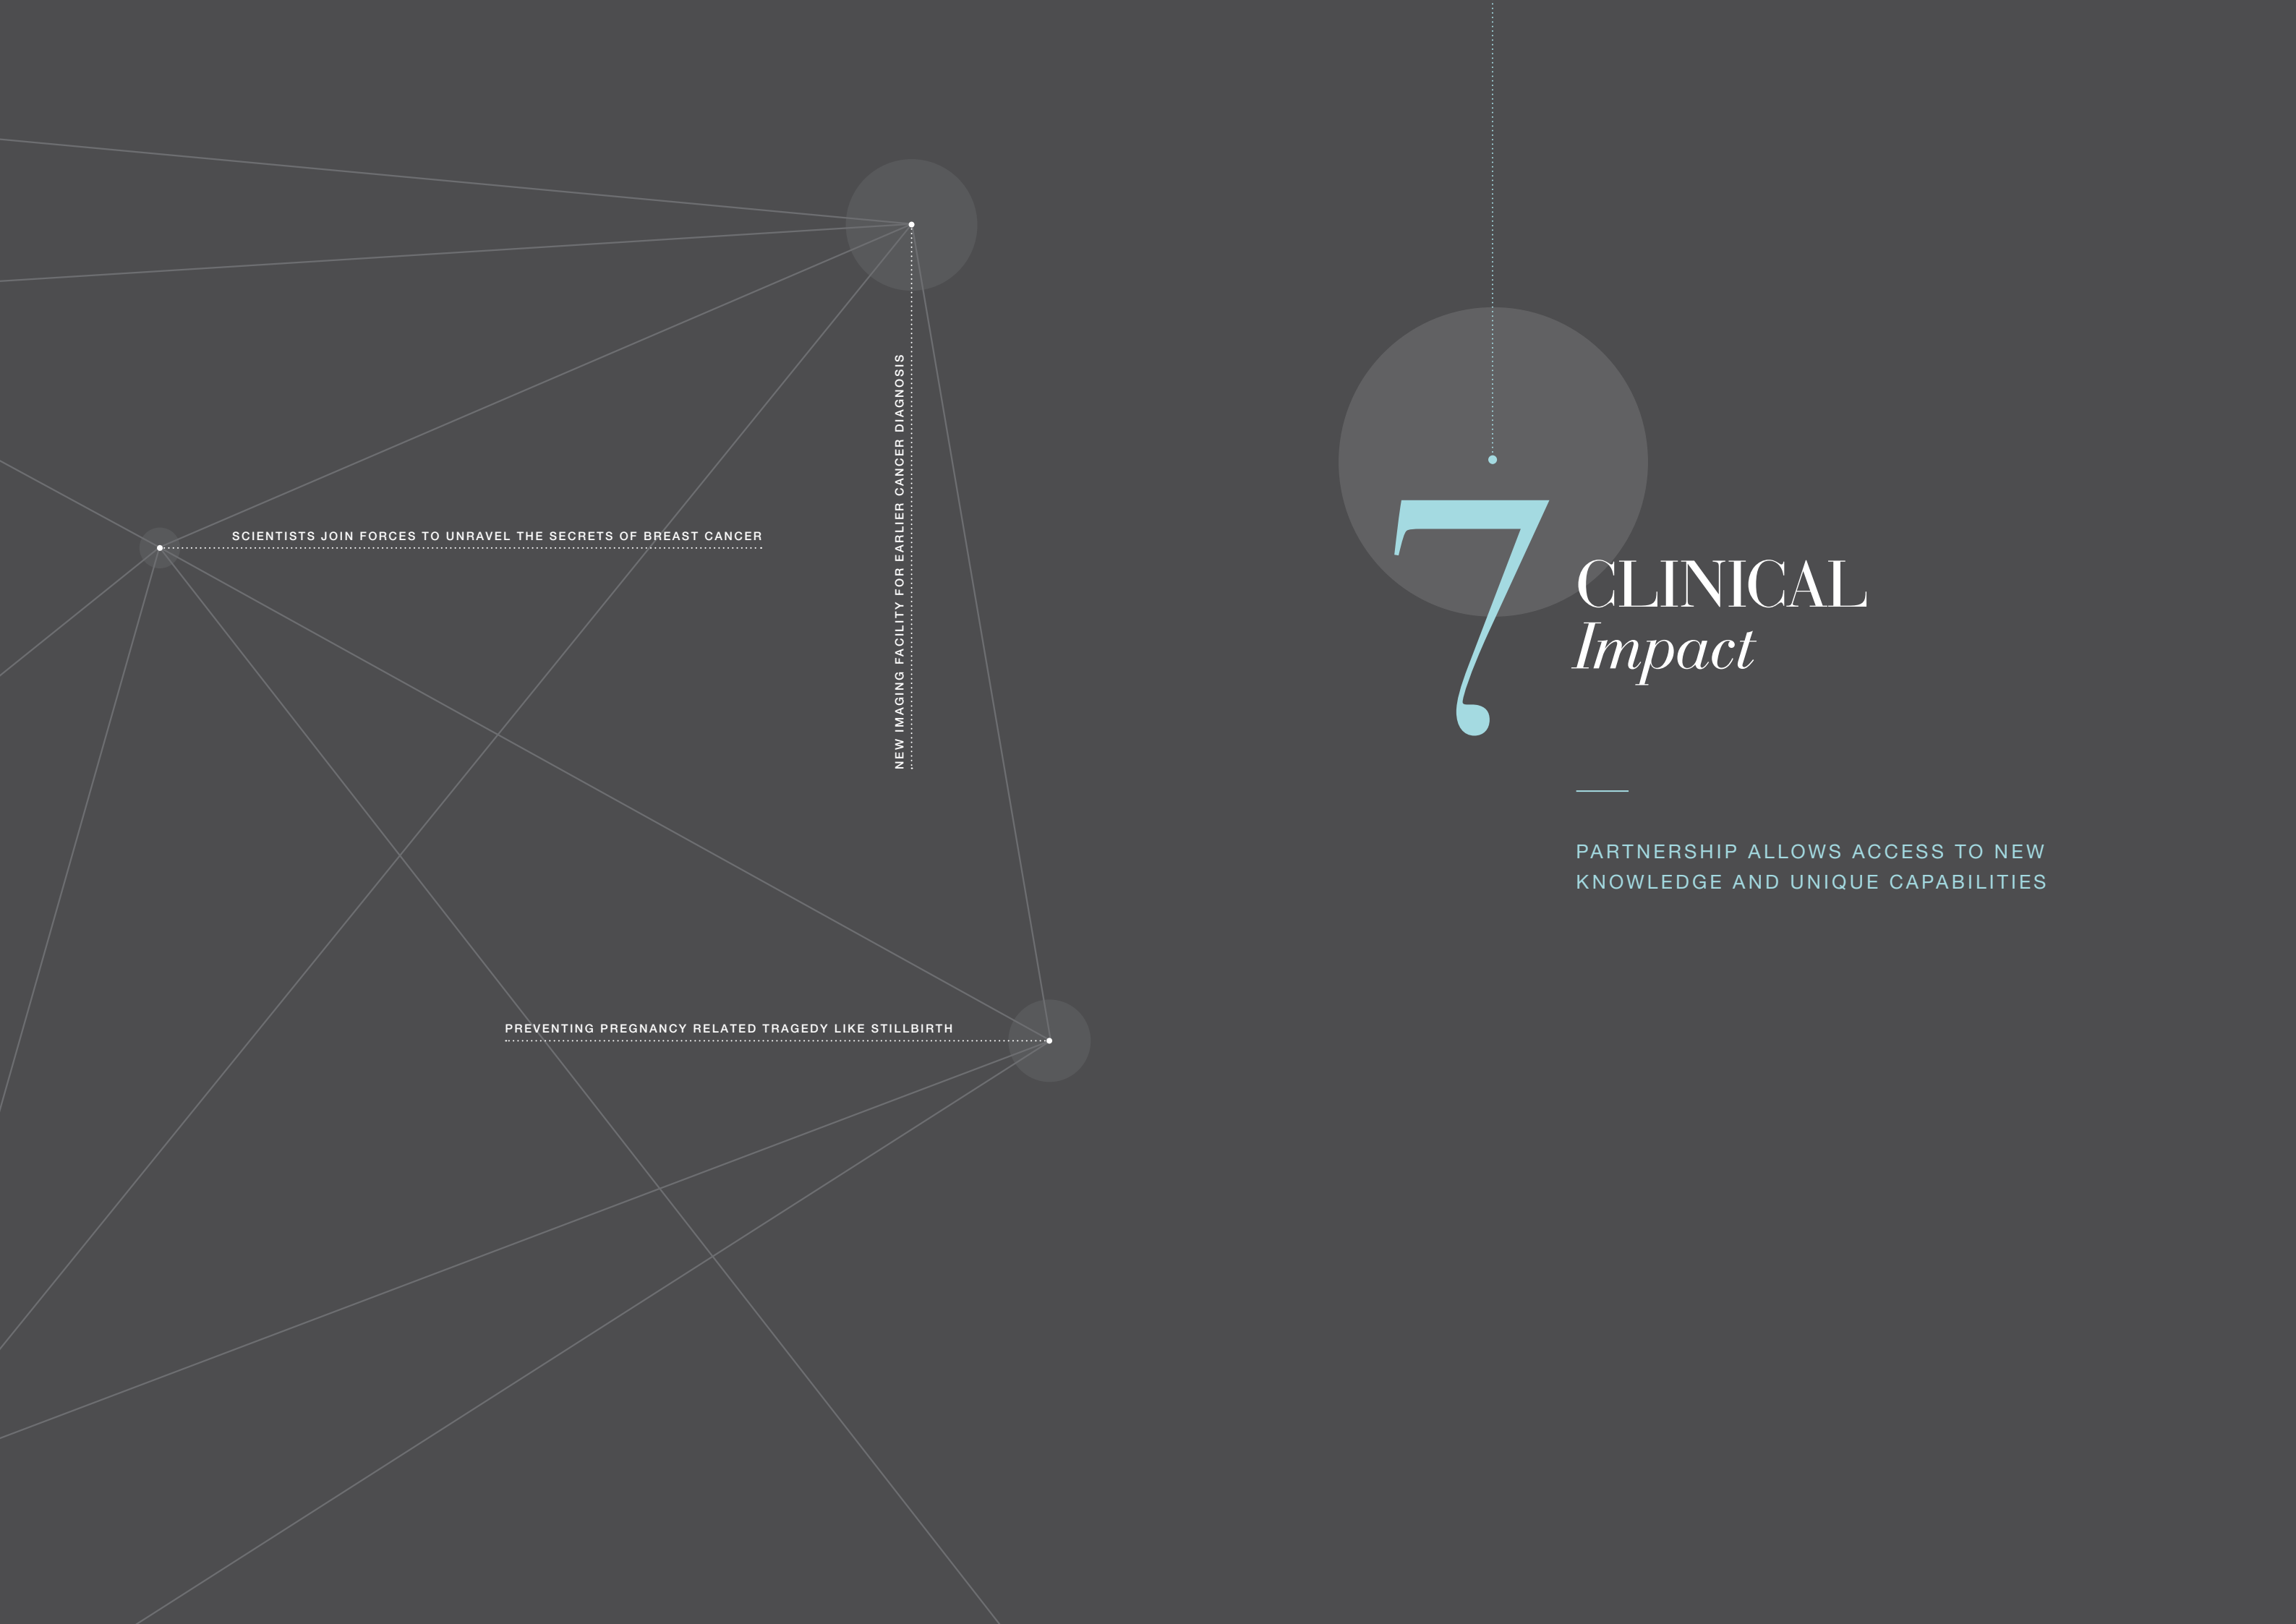 SCIENTISTS JOIN FORCES TO UNRAVEL THE SECRETS OF BREAST CANCER
NEW IMAGING FACILITY FOR EARLIER CANCER DIAGNOSIS
PREVENTING PREGNANCY RELATED TRAGEDY LIKE STILLBIRTH
7
CLINICAL
Impact
PARTNERSHIP ALLOWS ACCESS TO NEW
KNOWLEDGE AND UNIQUE CAPABILITIES